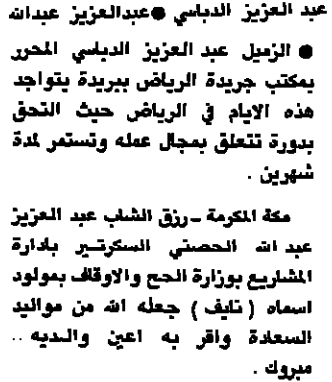 عبد العزيز الدباسي ● عبدالعزيز عبدالله
● الزميل عبد العزيز الدباسي المحرر
بمكتب جريدة الرياض ببريدة يتواجد
هذه الايام في الرياض حيث التحق
بدورة تتعلق بمجال عمله وتستمر لمدة
شهرين .
مكة المكرمة ــ رزق الشاب عبد العزيز
عبد الله الحصني السكرتير بادارة
المشاريع بوزارة الحج والاوقاف بمولود
اسماه ( نايف ) جعله الله من مواليد
السعادة واقر به اعين والديه ..
مبروك .